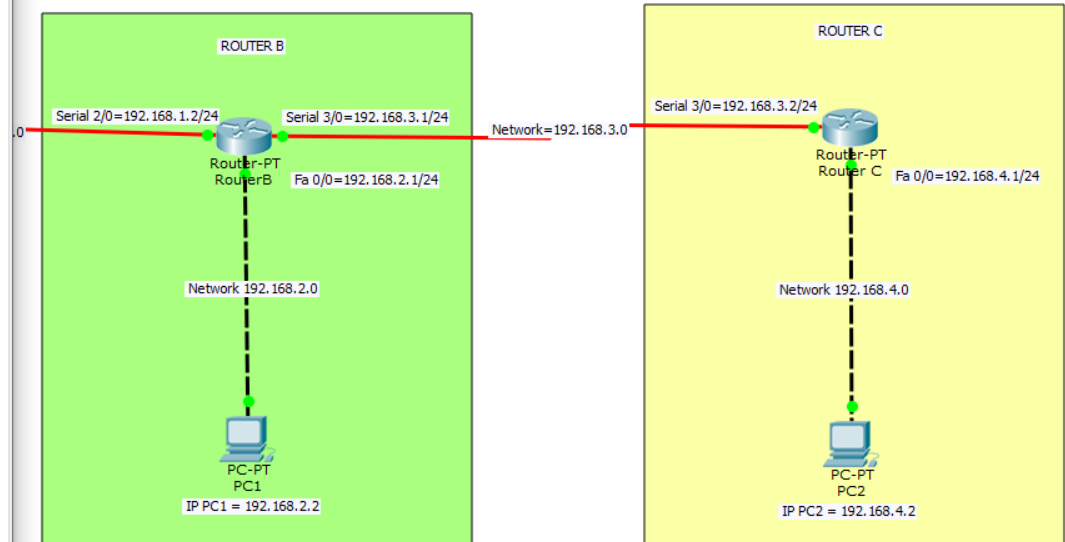 ROUTER B
Serial 2/0=192.168.1.2/24
Serial 3/0=192.168.3.1/24
.0
Router-PT
RouterB
Fa 0/0=192.168.2.1/24
Network 192.168.2.0
PC-PT
PC1
IP PC1 = 192.168.2.2
Network=192.168.3.0
ROUTER C
Serial 3/0=192.168.3.2/24
Router-PT
Router C
Fa 0/0=192.168.4.1/24
Network 192.168.4.0
PC-PT
PC2
IP PC2 = 192.168.4.2